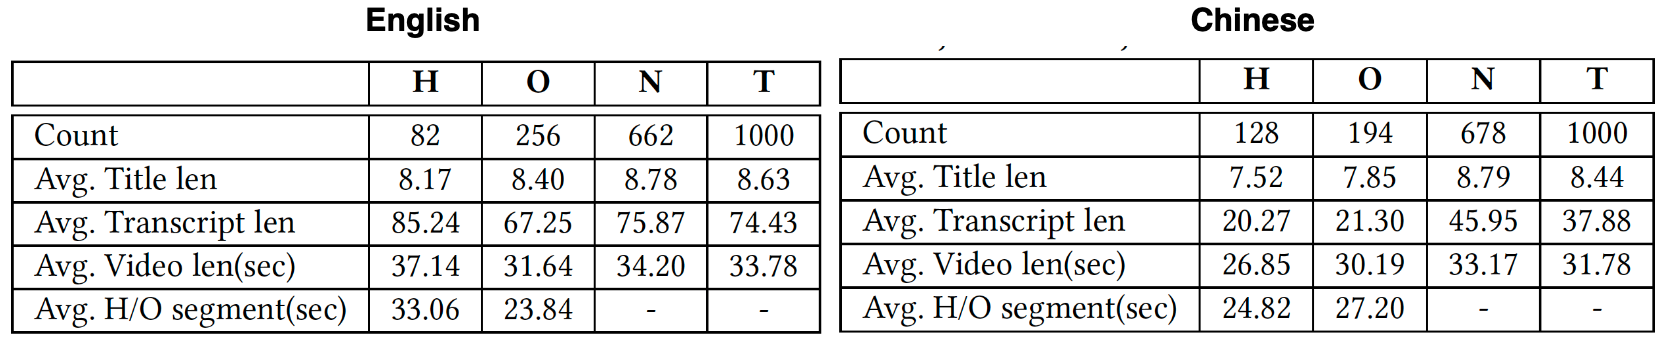 English
H O N T
Count 82 256 662 1000
Avg. Title len 8.17 8.40 8.78 8.63
Avg. Transcript len 85.24 67.25 75.87 74.43
Avg. Video len(sec) 37.14 31.64 34.20 33.78
Avg. H/O segment(sec) 33.06 23.84 - -
Chinese
H O N T
Count 128 194 678 1000
Avg. Title len 7.52 7.85 8.79 8.44
Avg. Transcript len 20.27 21.30 45.95 37.88
Avg. Video len(sec) 26.85 30.19 33.17 31.78
Avg. H/O segment(sec) 24.82 27.20 - -